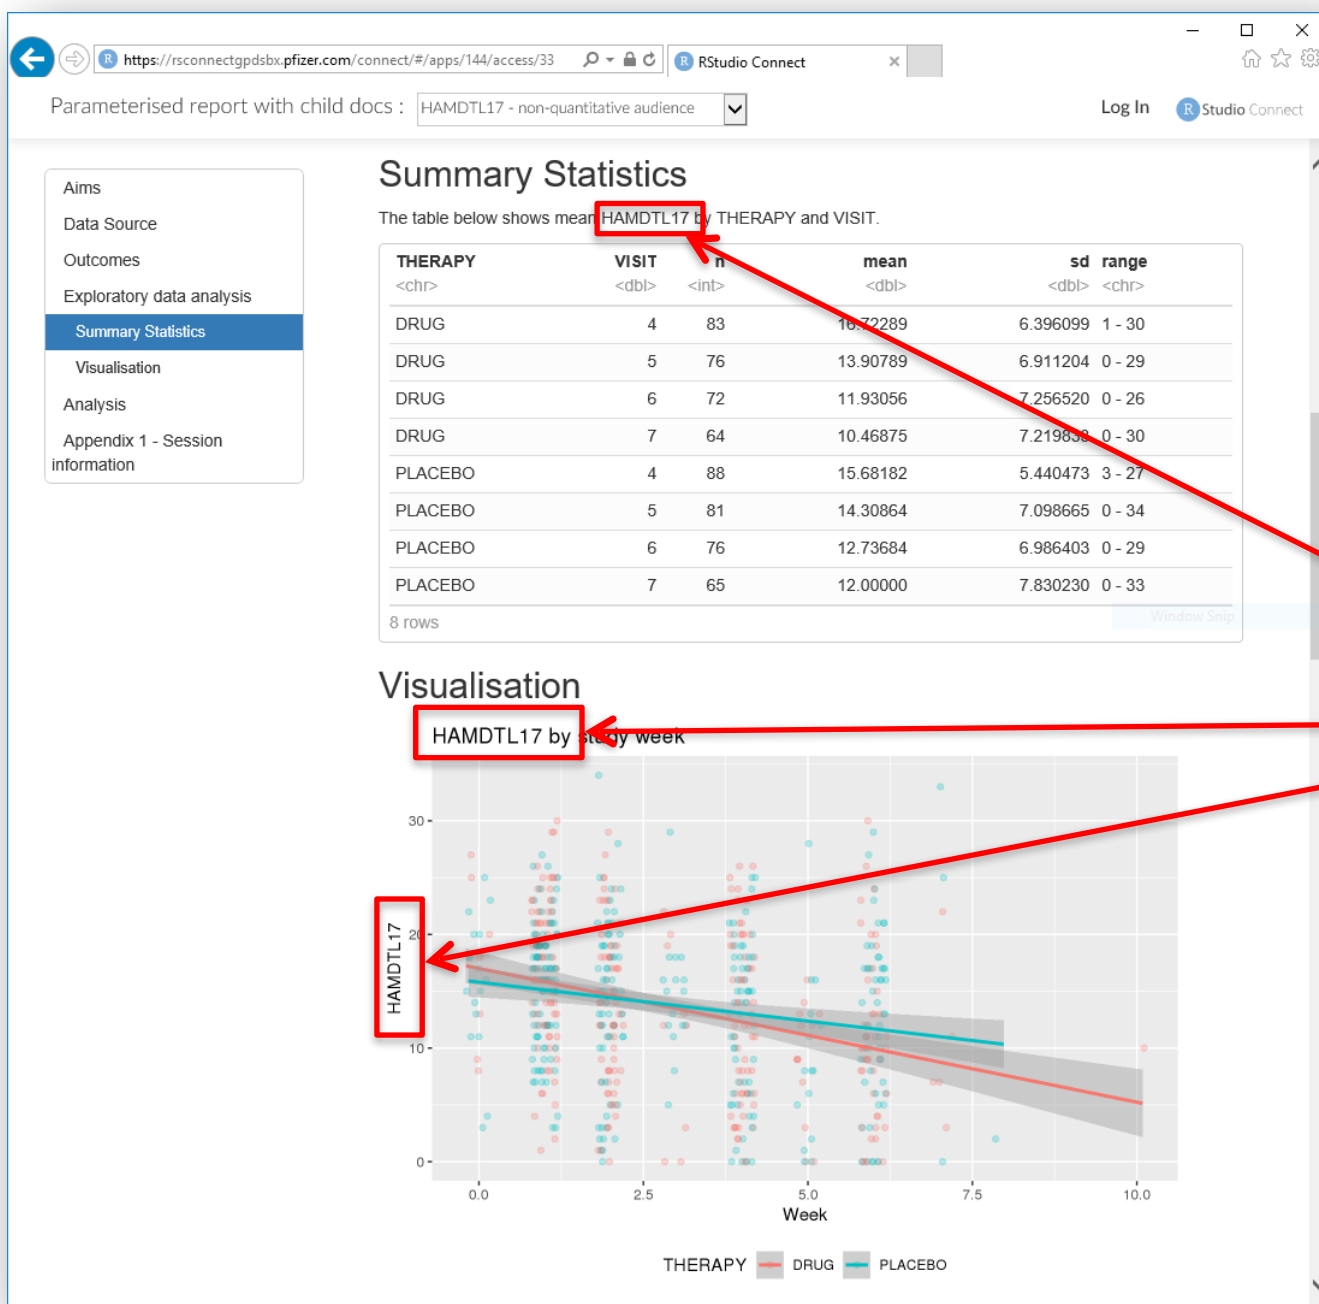 https://rsconnectgpdsbx.pfizer.com/connect/#/apps/144/access/33 R RStudio Connect
Parameterised report with child docs : HAMDTL17 - non-quantitative audience Log In R Studio Connect
Aims
Data Source
Outcomes
Exploratory data analysis
Summary Statistics
Visualisation
Analysis
Appendix 1 - Session
information
Summary Statistics
The table below shows mean HAMDTL17 by THERAPY and VISIT.
THERAPY VISIT n mean sd range
<chr> <dbl> <int> <dbl> <dbl> <chr>
DRUG 4 83 16.72289 6.396099 1 - 30
DRUG 5 76 13.90789 6.911204 0 - 29
DRUG 6 72 11.93056 7.256520 0 - 26
DRUG 7 64 10.46875 7.219838 0 - 30
PLACEBO 4 88 15.68182 5.440473 3 - 27
PLACEBO 5 81 14.30864 7.098665 0 - 34
PLACEBO 6 76 12.73684 6.986403 0 - 29
PLACEBO 7 65 12.00000 7.830230 0 - 33
8 rows
Window Snip
Visualisation
HAMDTL17 by study week
HAMDTL17
30
20
10
0
0.0 2.5 5.0 7.5 10.0
Week
THERAPY DRUG PLACEBO